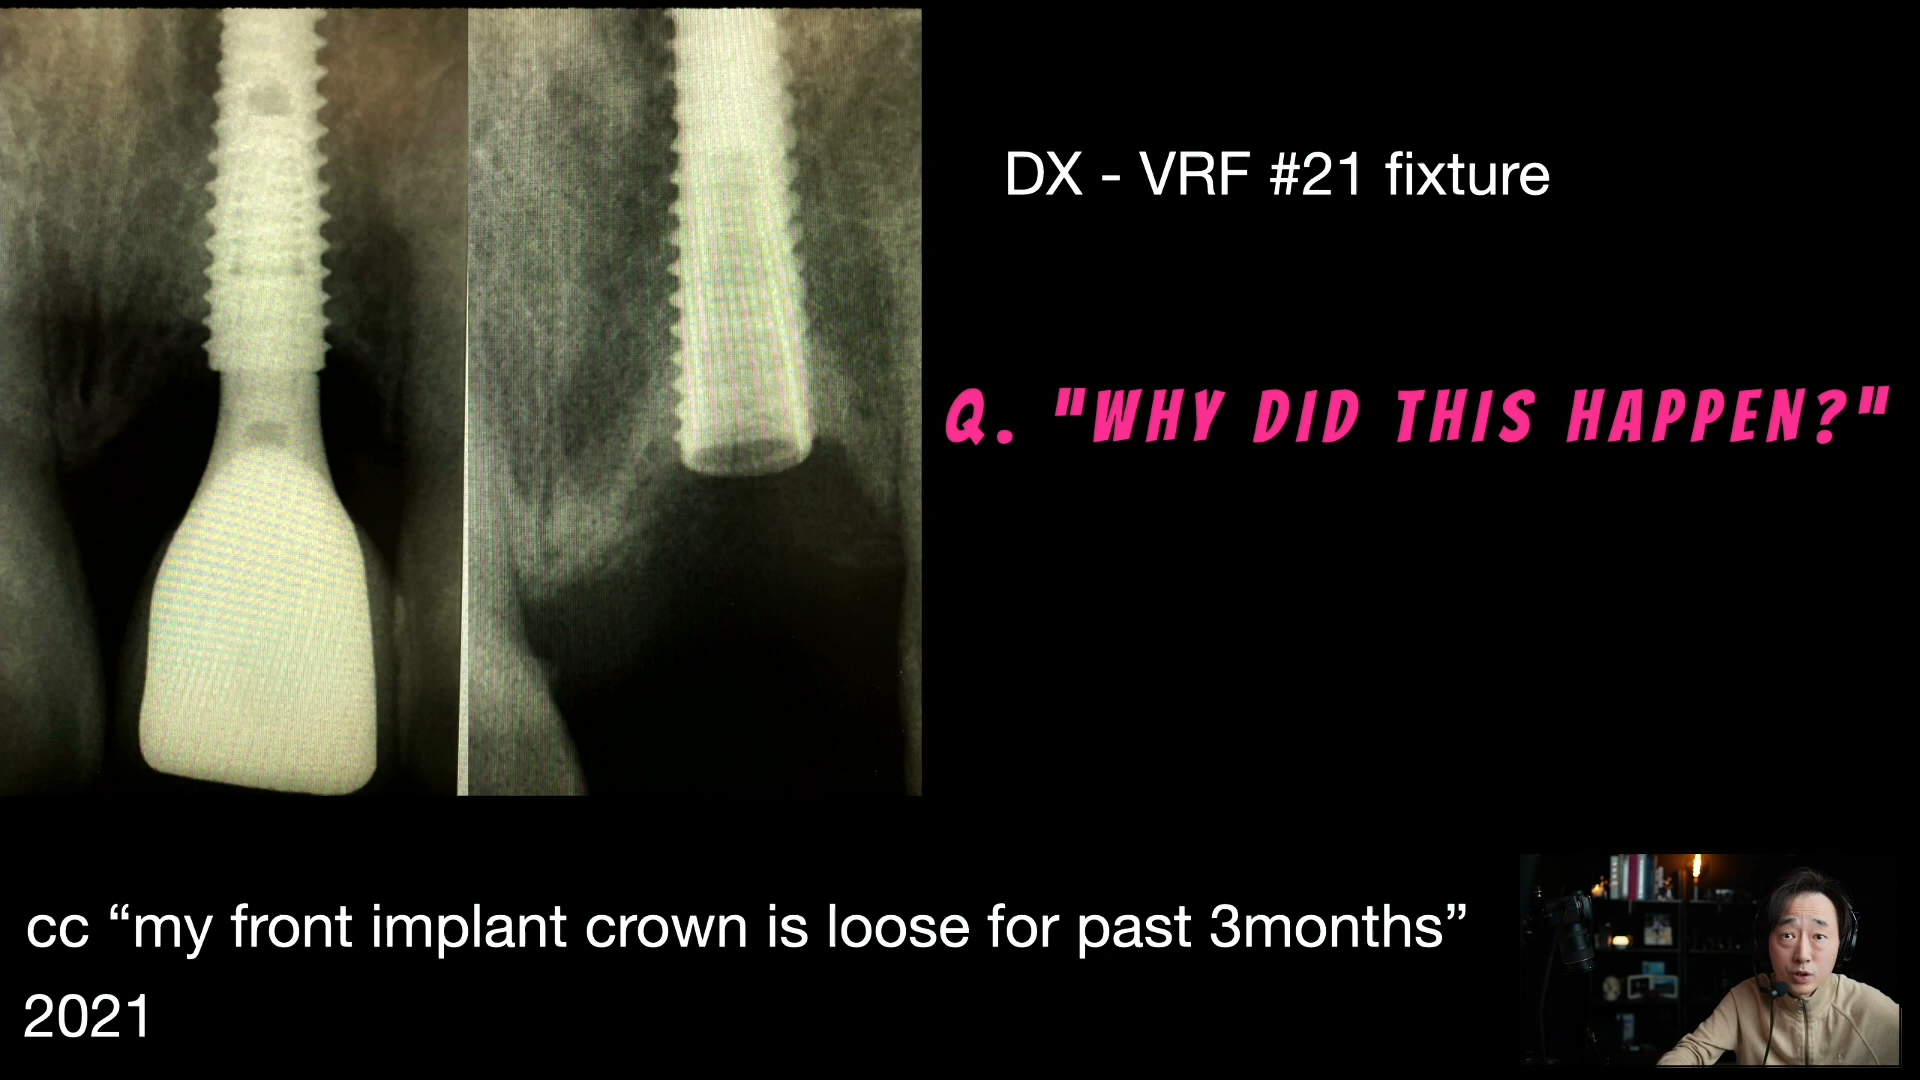 DX - VRF #21 fixture
Q. "WHY DID THIS HAPPEN?"
cc “my front implant crown is loose for past 3months”
2021